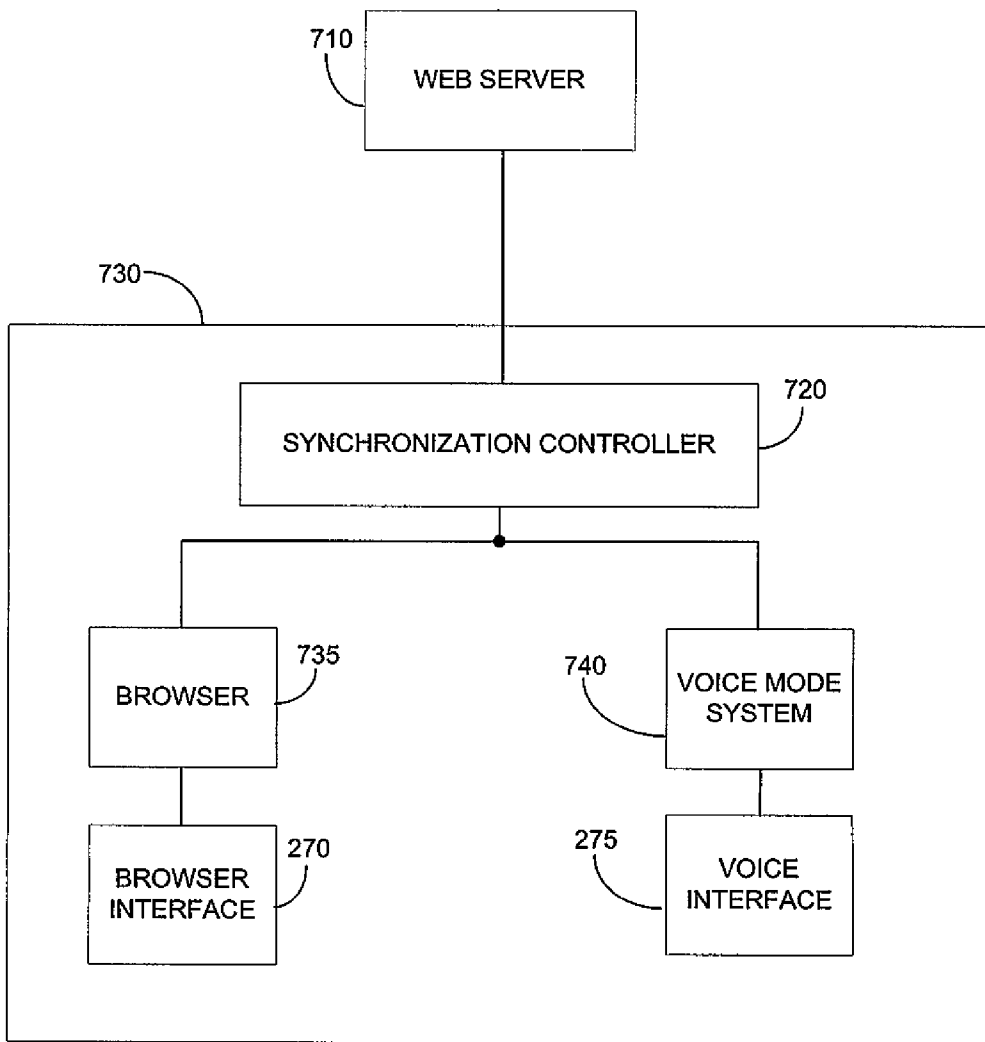 710
WEB SERVER
730
720
SYNCHRONIZATION CONTROLLER
735
BROWSER
740
VOICE MODE
SYSTEM
270
BROWSER
INTERFACE
275
VOICE
INTERFACE